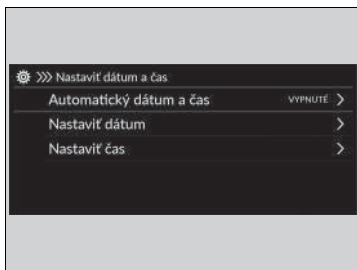 Nastaviť dátum a čas
Automatický dátum a čas VYPNUTÉ
Nastaviť dátum
Nastaviť čas